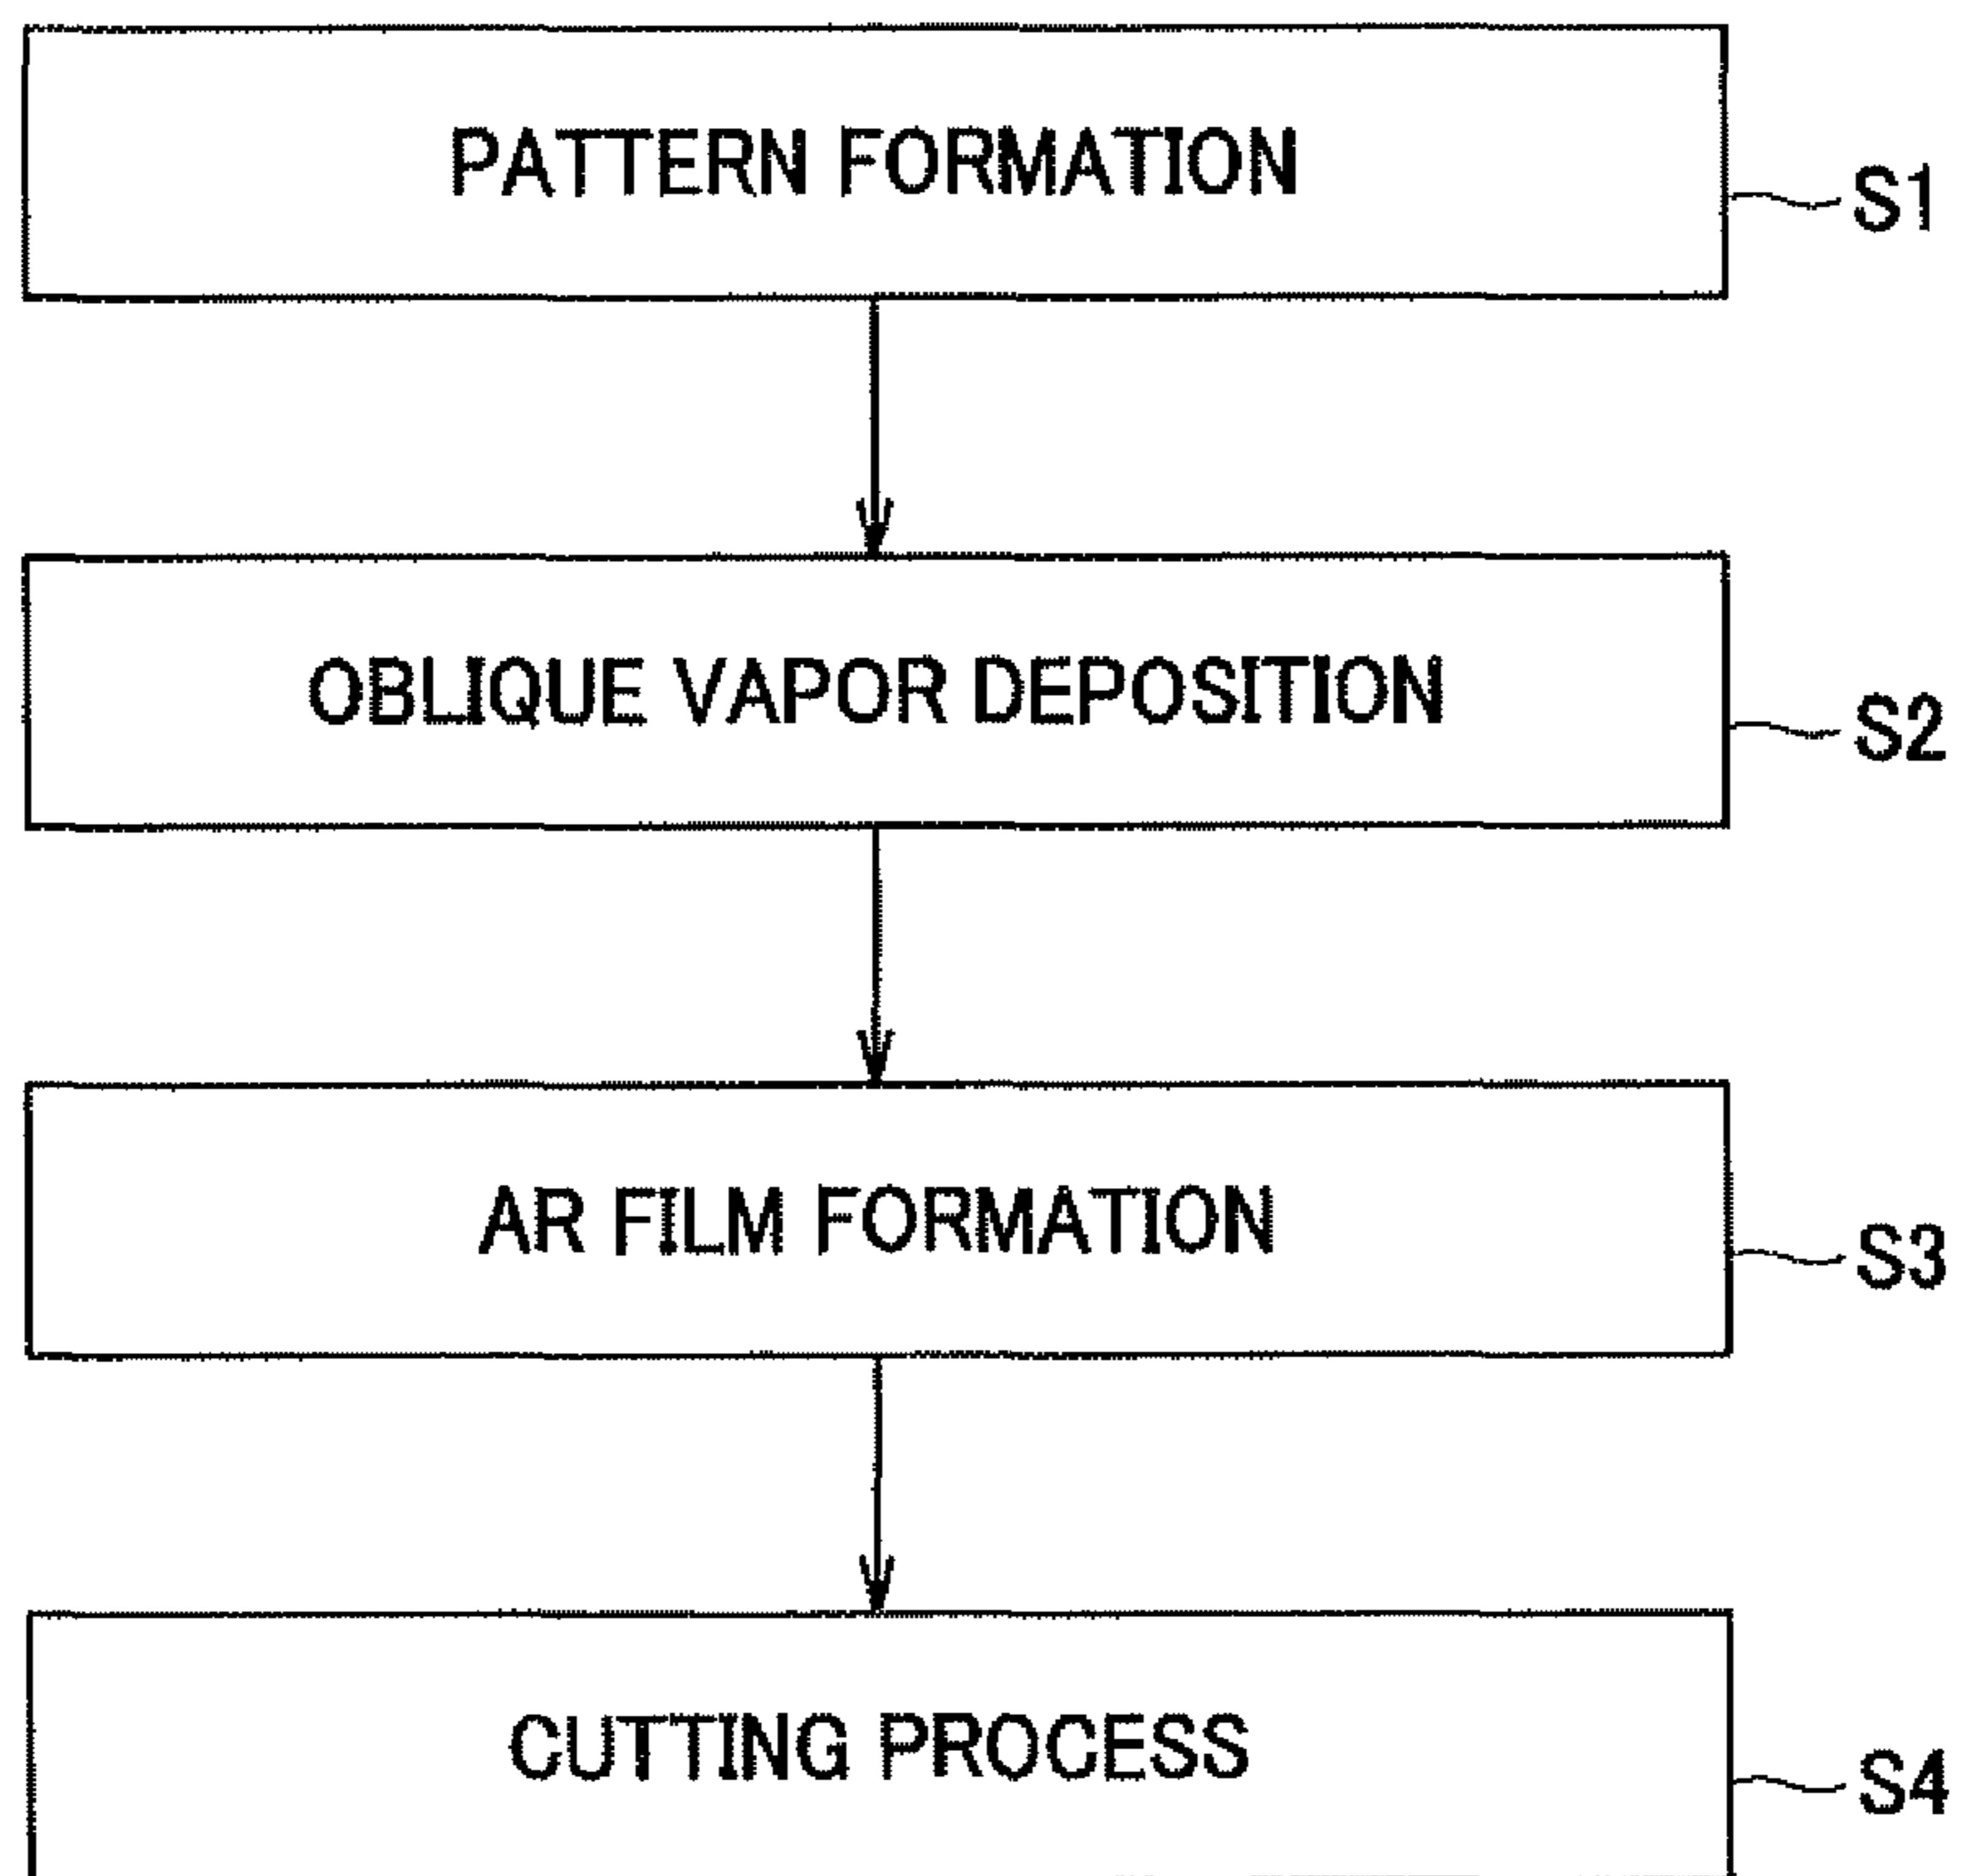 PATTERN FORMATION
S1
OBLIQUE VAPOR DEPOSITION
S2
AR FILM FORMATION
S3
CUTTING PROCESS
S4